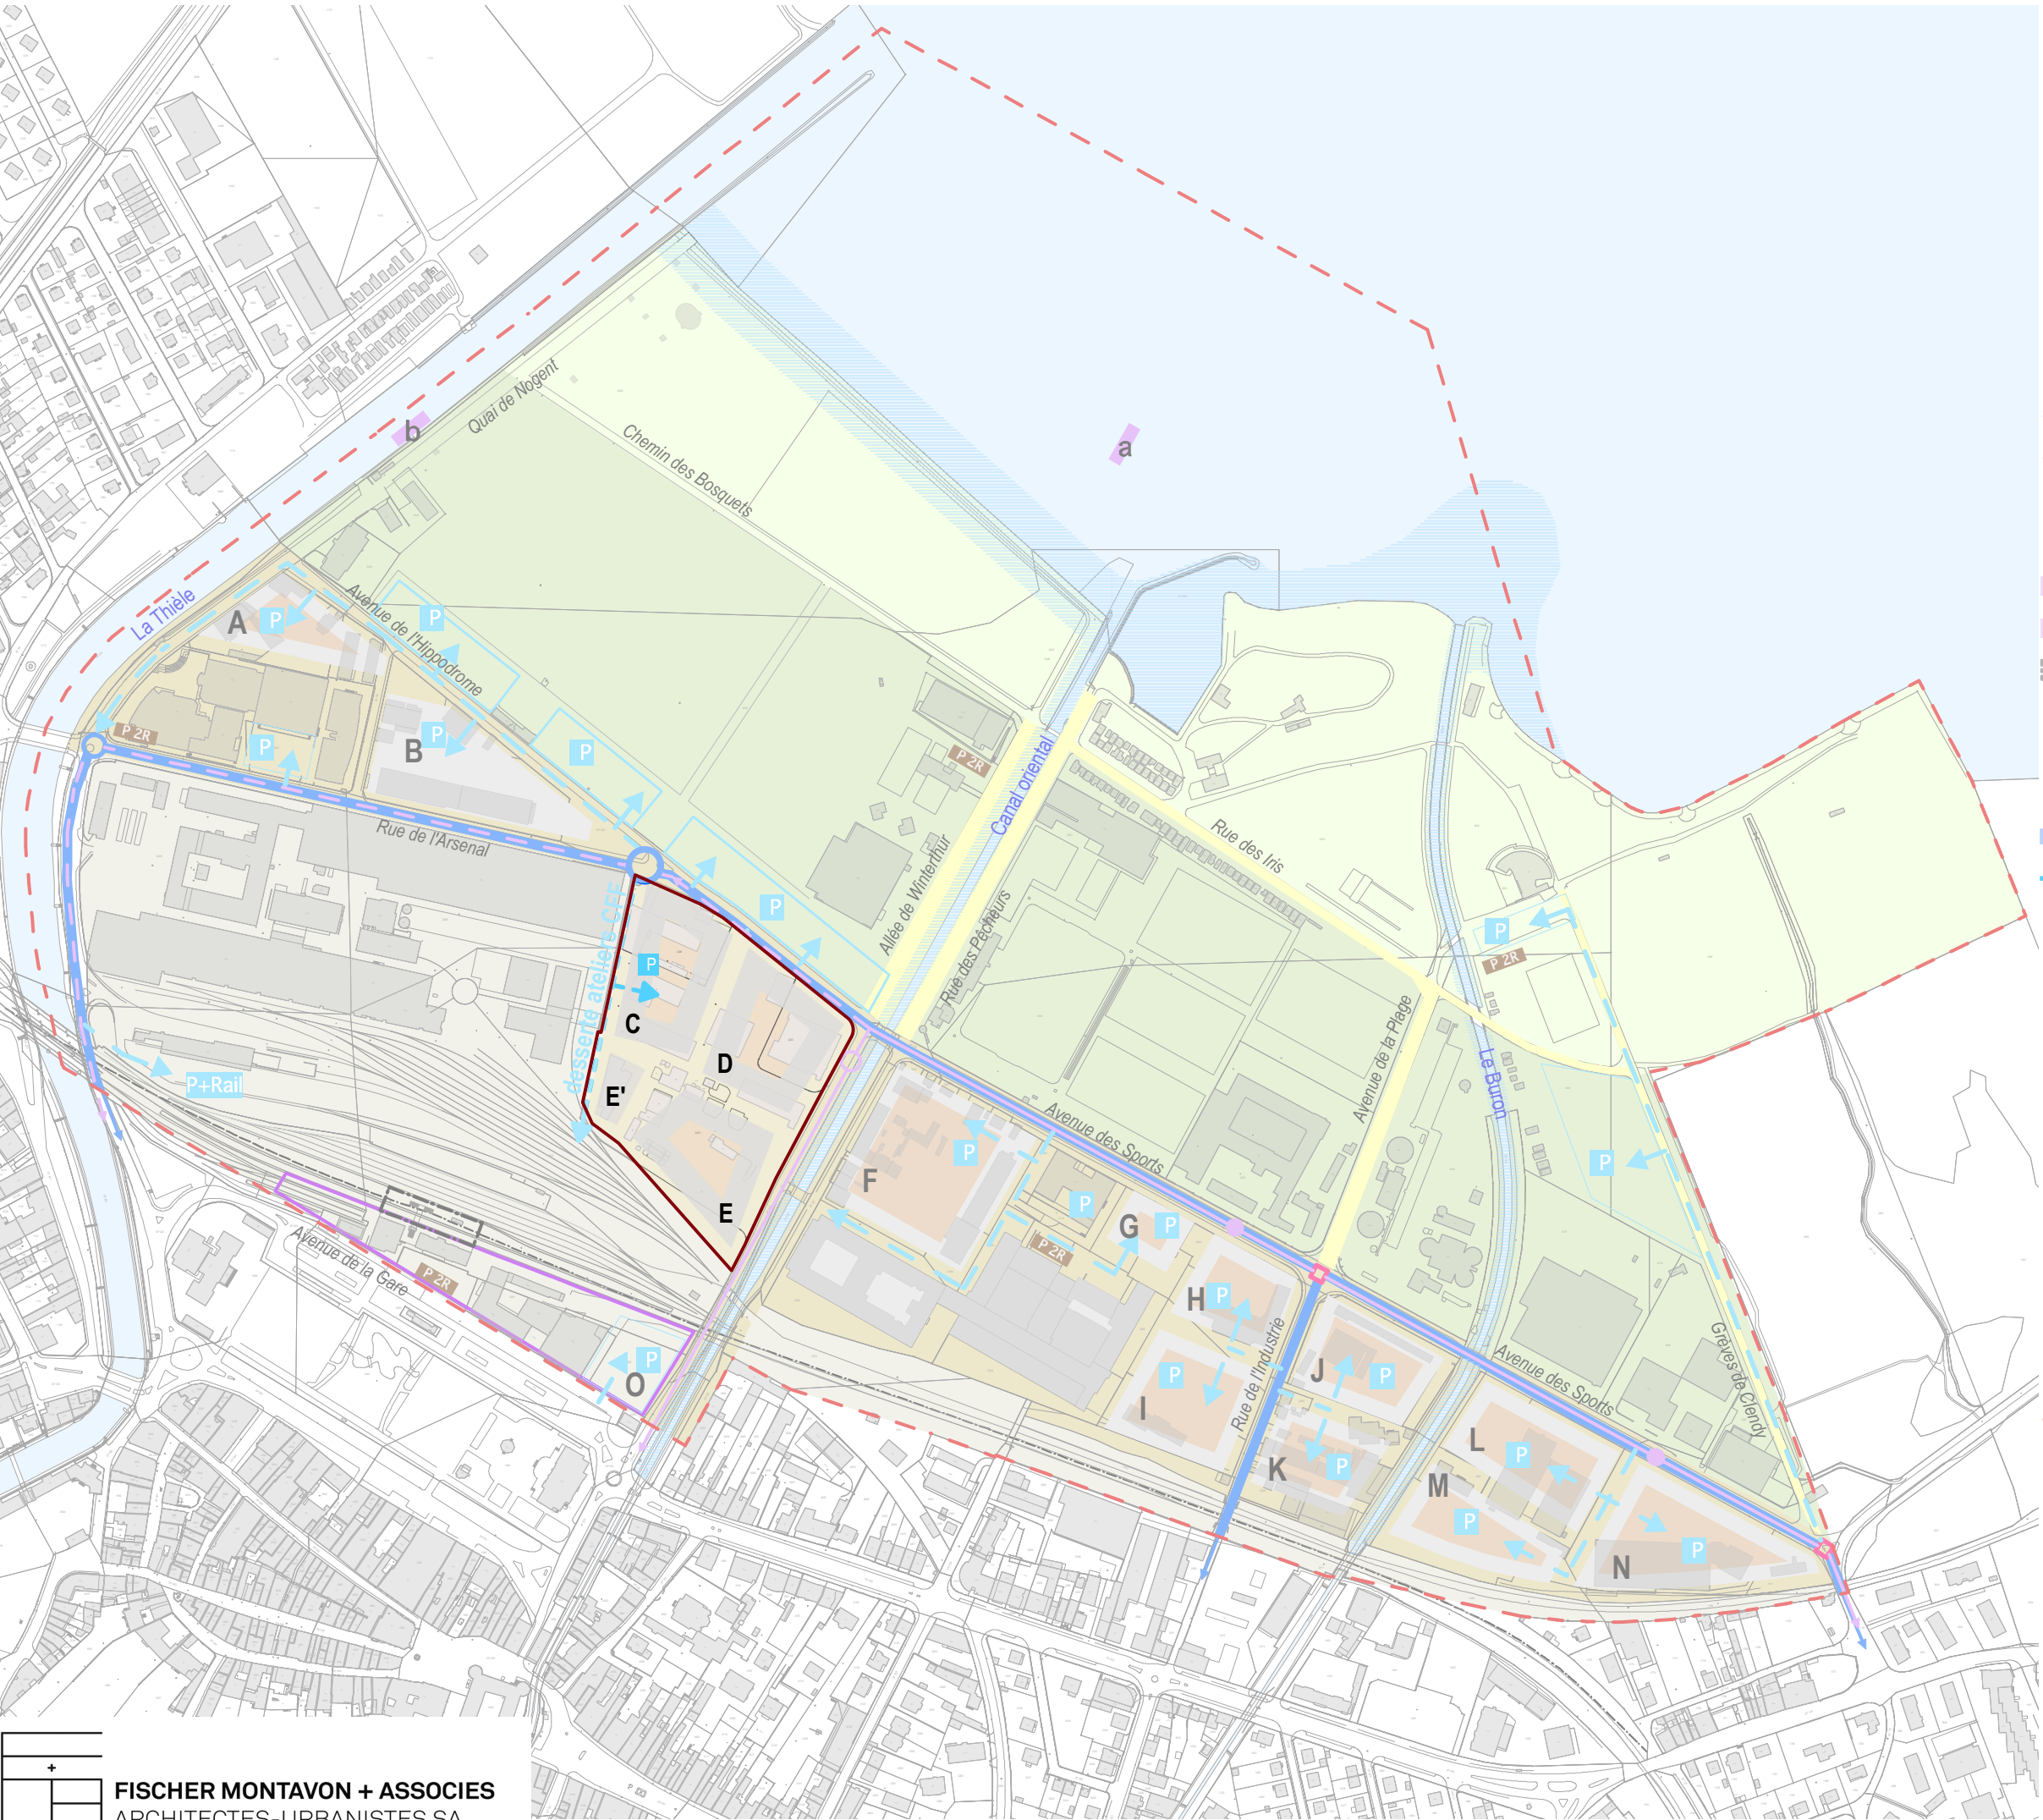 b
Quai de Nogent
Chemin des Bosquets
a
La Thièle
A
P
P
Avenue de l'Hippodrome
P 2R
P
B
P
P
P 2R
Canal oriental
Rue de l'Arsenal
Rue des Iris
Allée de Winterthur
Rue des Pêcheurs
P
P
P 2R
desserte ateliers CFF
P
C
D
E'
E
P+Rail
Avenue de la Plage
Le Buron
Avenue des Sports
P
F
P
P
G
P
P 2R
Avenue de la Gare
P 2R
H
P
Rue de l'Industrie
Grèves de Clendy
J
P
P
O
I
P
Avenue des Sports
K
P
L
P
M
P
N
P
FISCHER MONTAVON + ASSOCIES
ARCHITECTES-URBANISTES SA